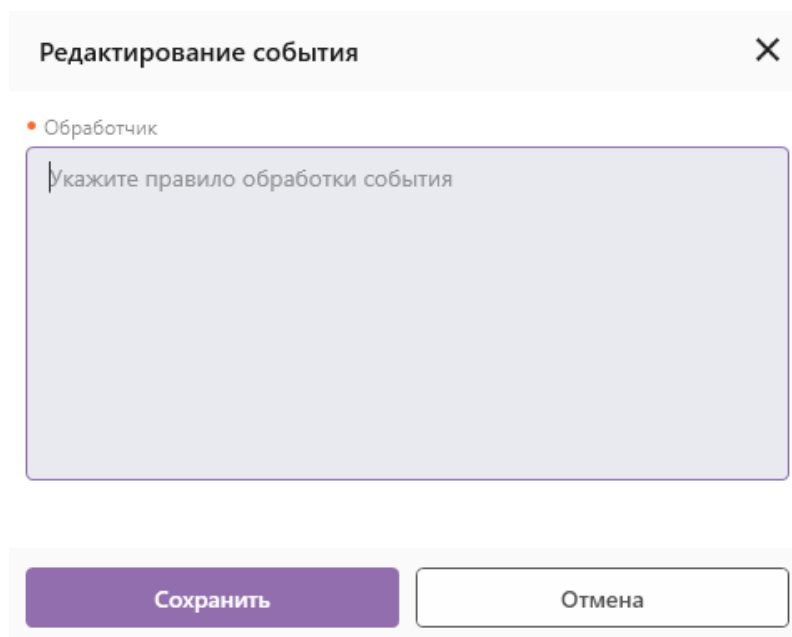 Редактирование события
Обработчик
Укажите правило обработки события
Сохранить
Отмена